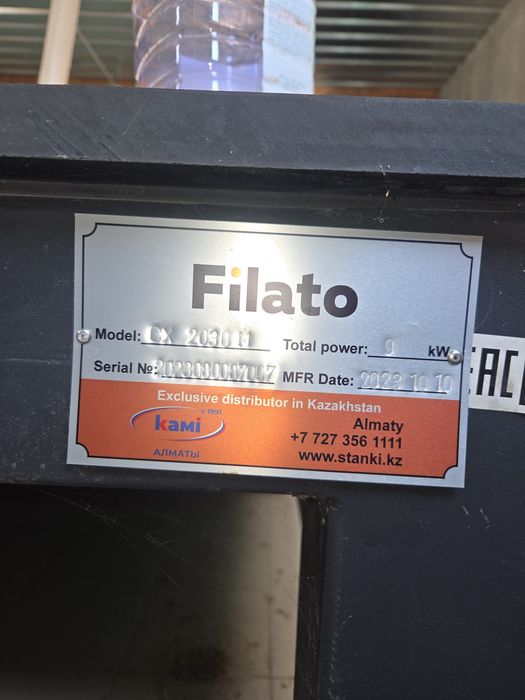 Filato
Model: CX 2030 M Total power: 9 kW
Serial №: MFR Date: 2023 10 10
Exclusive distributor in Kazakhstan
с 1991
камі
АЛМАТЫ
Almaty
+7 727 356 1111
www.stanki.kz
EAC